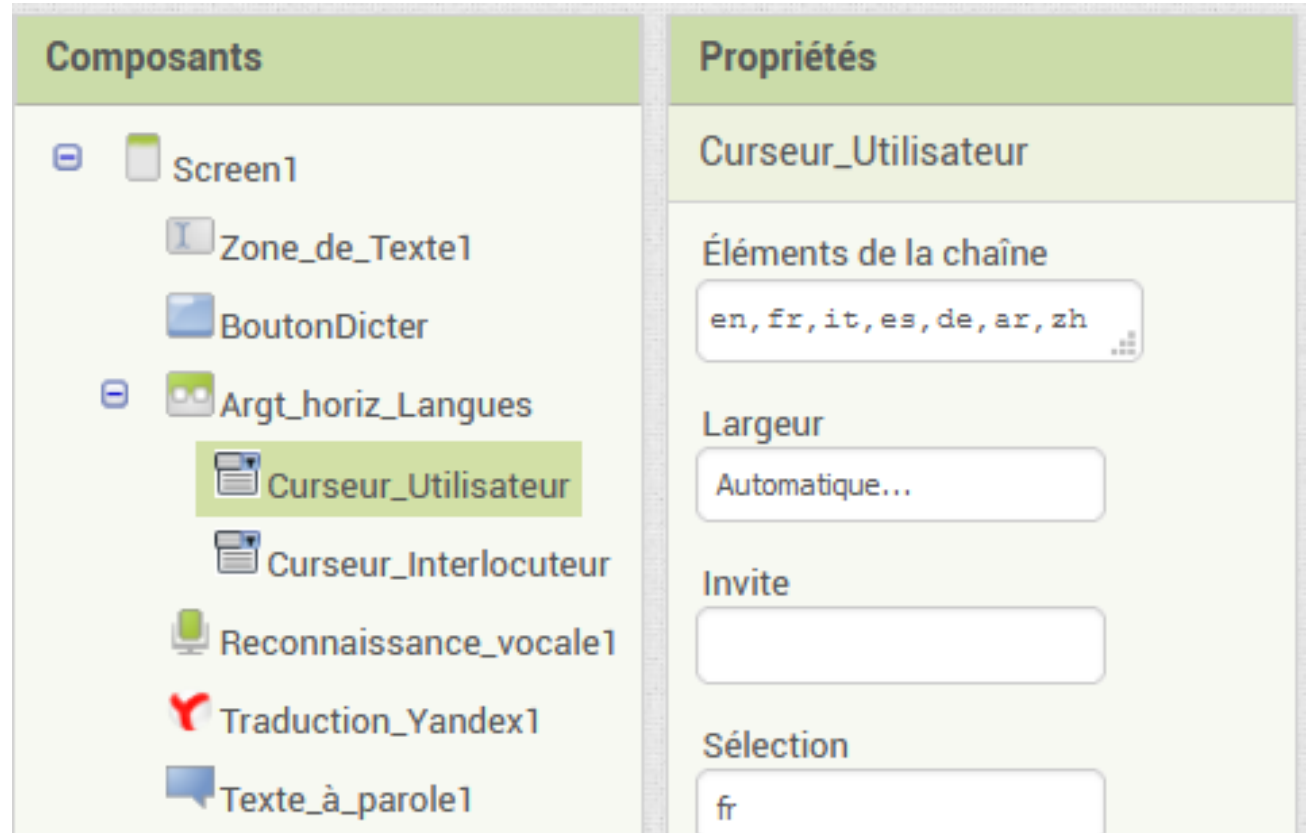 Composants
Screen1
Zone_de_Texte1
BoutonDicter
Argt_horiz_Langues
Curseur_Utilisateur
Curseur_Interlocuteur
Reconnaissance_vocale1
Traduction_Yandex1
Texte_à_parole1
Propriétés
Curseur_Utilisateur
Éléments de la chaîne
en,fr,it,es,de,ar,zh
Largeur
Automatique...
Invite
Sélection
fr